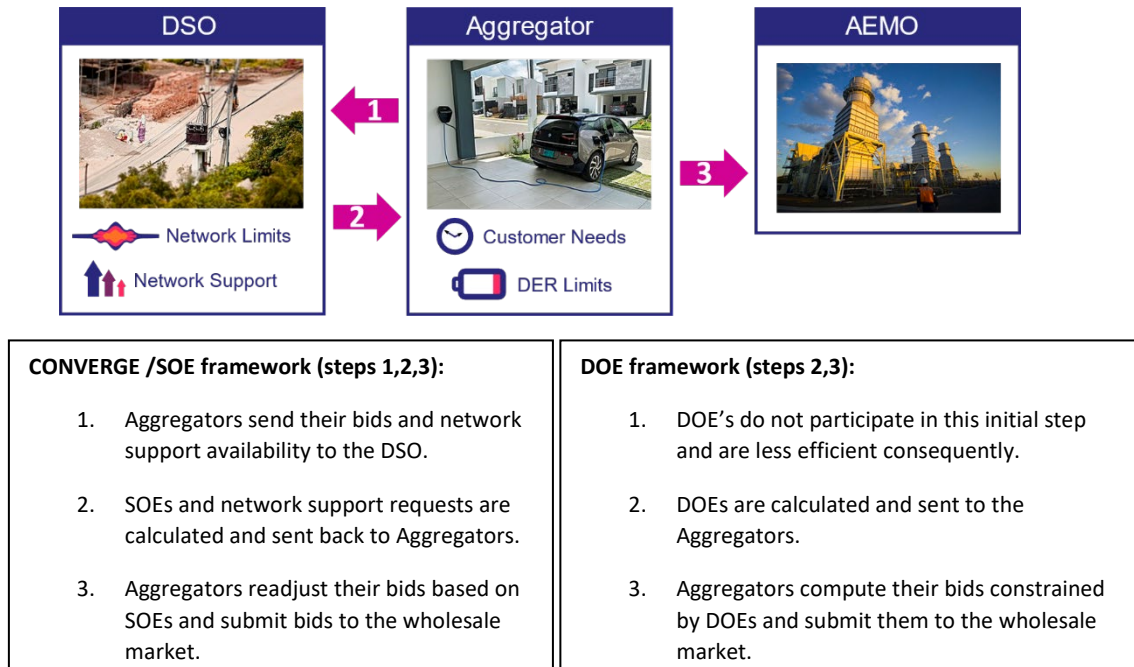 DSO
Aggregator
AEMO
1
2
3
Network Limits
Network Support
Customer Needs
DER Limits
CONVERGE /SOE framework (steps 1,2,3):
1. Aggregators send their bids and network
support availability to the DSO.
2. SOEs and network support requests are
calculated and sent back to Aggregators.
3. Aggregators readjust their bids based on
SOEs and submit bids to the wholesale
market.
DOE framework (steps 2,3):
1. DOE’s do not participate in this initial step
and are less efficient consequently.
2. DOEs are calculated and sent to the
Aggregators.
3. Aggregators compute their bids constrained
by DOEs and submit them to the wholesale
market.